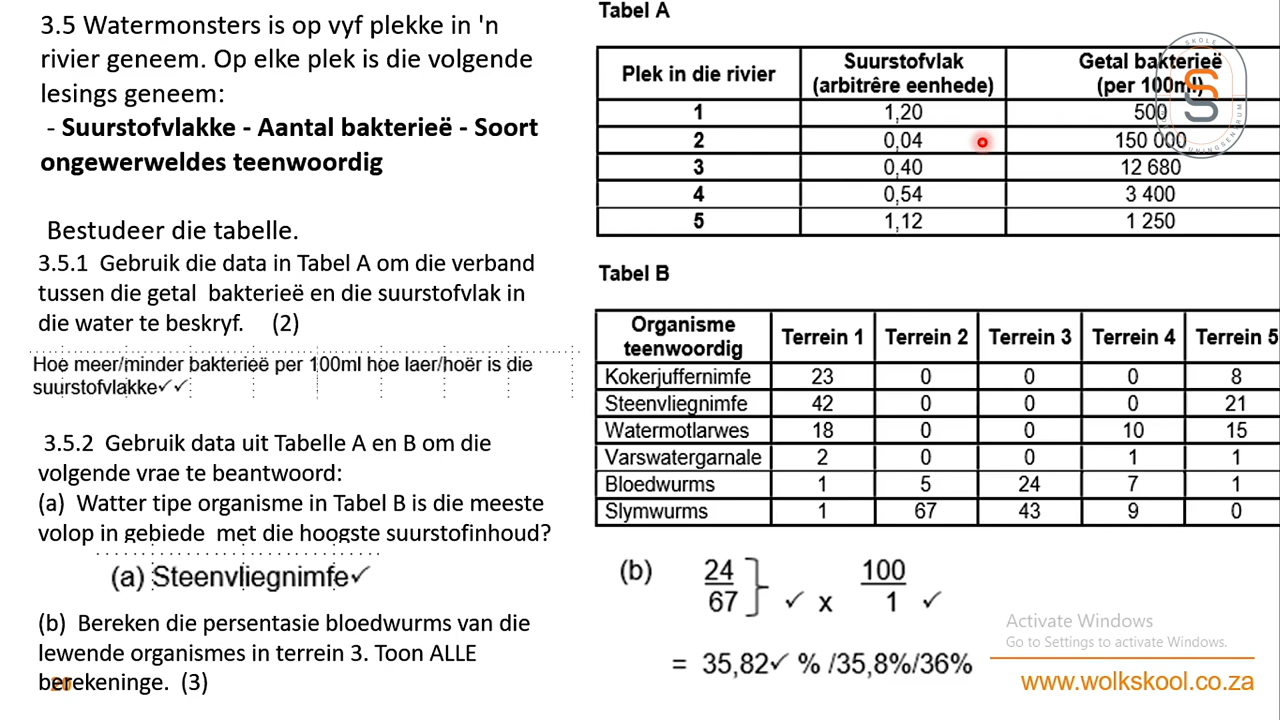 3.5 Watermonsters is op vyf plekke in 'n
rivier geneem. Op elke plek is die volgende
lesings geneem:
- Suurstofvlakke - Aantal bakterieë - Soort
ongewerweldes teenwoordig
Bestudeer die tabelle.
3.5.1 Gebruik die data in Tabel A om die verband
tussen die getal bakterieë en die suurstofvlak in
die water te beskryf. (2)
Hoe meer/minder bakterieë per 100ml hoe laer/hoër is die
suurstofvlakke✓✓
3.5.2 Gebruik data uit Tabelle A en B om die
volgende vrae te beantwoord:
(a) Watter tipe organisme in Tabel B is die meeste
volop in gebiede met die hoogste suurstofinhoud?
(a) Steenvliegnimfe✓
(b) Bereken die persentasie bloedwurms van die
lewende organismes in terrein 3. Toon ALLE
berekeninge. (3)
Tabel A
Plek in die rivier Suurstofvlak (arbitrêre eenhede) Getal bakterieë (per 100ml)
1 1,20 500
2 0,04 150 000
3 0,40 12 680
4 0,54 3 400
5 1,12 1 250
Tabel B
Organisme teenwoordig Terrein 1 Terrein 2 Terrein 3 Terrein 4 Terrein 5
Kokerjuffernimfe 23 0 0 0 8
Steenvliegnimfe 42 0 0 0 21
Watermotlarwes 18 0 0 10 15
Varswatergarnale 2 0 0 1 1
Bloedwurms 1 5 24 7 1
Slymwurms 1 67 43 9 0
(b) 24/67 ✓ x 100/1 ✓
= 35,82✓ % /35,8%/36%
Activate Windows
Go to Settings to activate Windows.
www.wolkskool.co.za